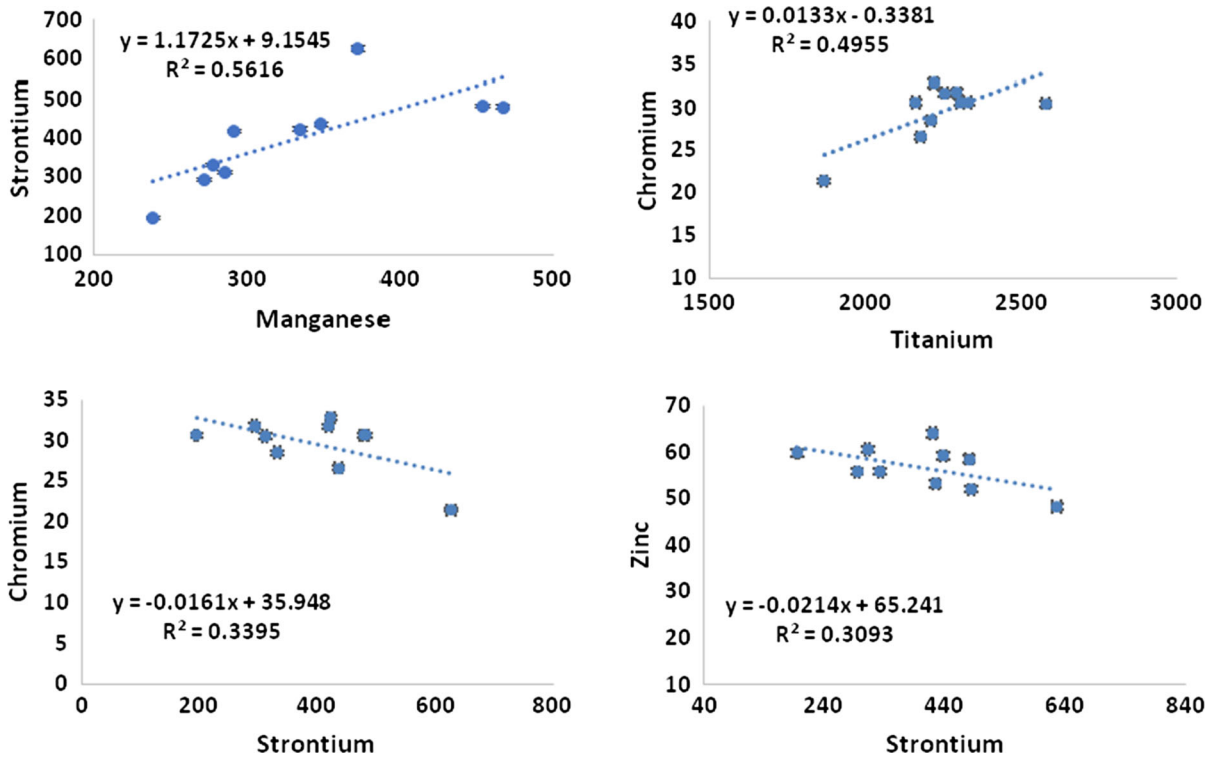 700
600
500
400
300
200
100
Strontium
y = 1.1725x + 9.1545
R² = 0.5616
200 300 400 500
Manganese
40
35
30
25
20
15
10
Chromium
y = 0.0133x - 0.3381
R² = 0.4955
1500 2000 2500 3000
Titanium
35
30
25
20
15
10
5
0
Chromium
y = -0.0161x + 35.948
R² = 0.3395
0 200 400 600 800
Strontium
70
60
50
40
30
20
10
Zinc
y = -0.0214x + 65.241
R² = 0.3093
40 240 440 640 840
Strontium